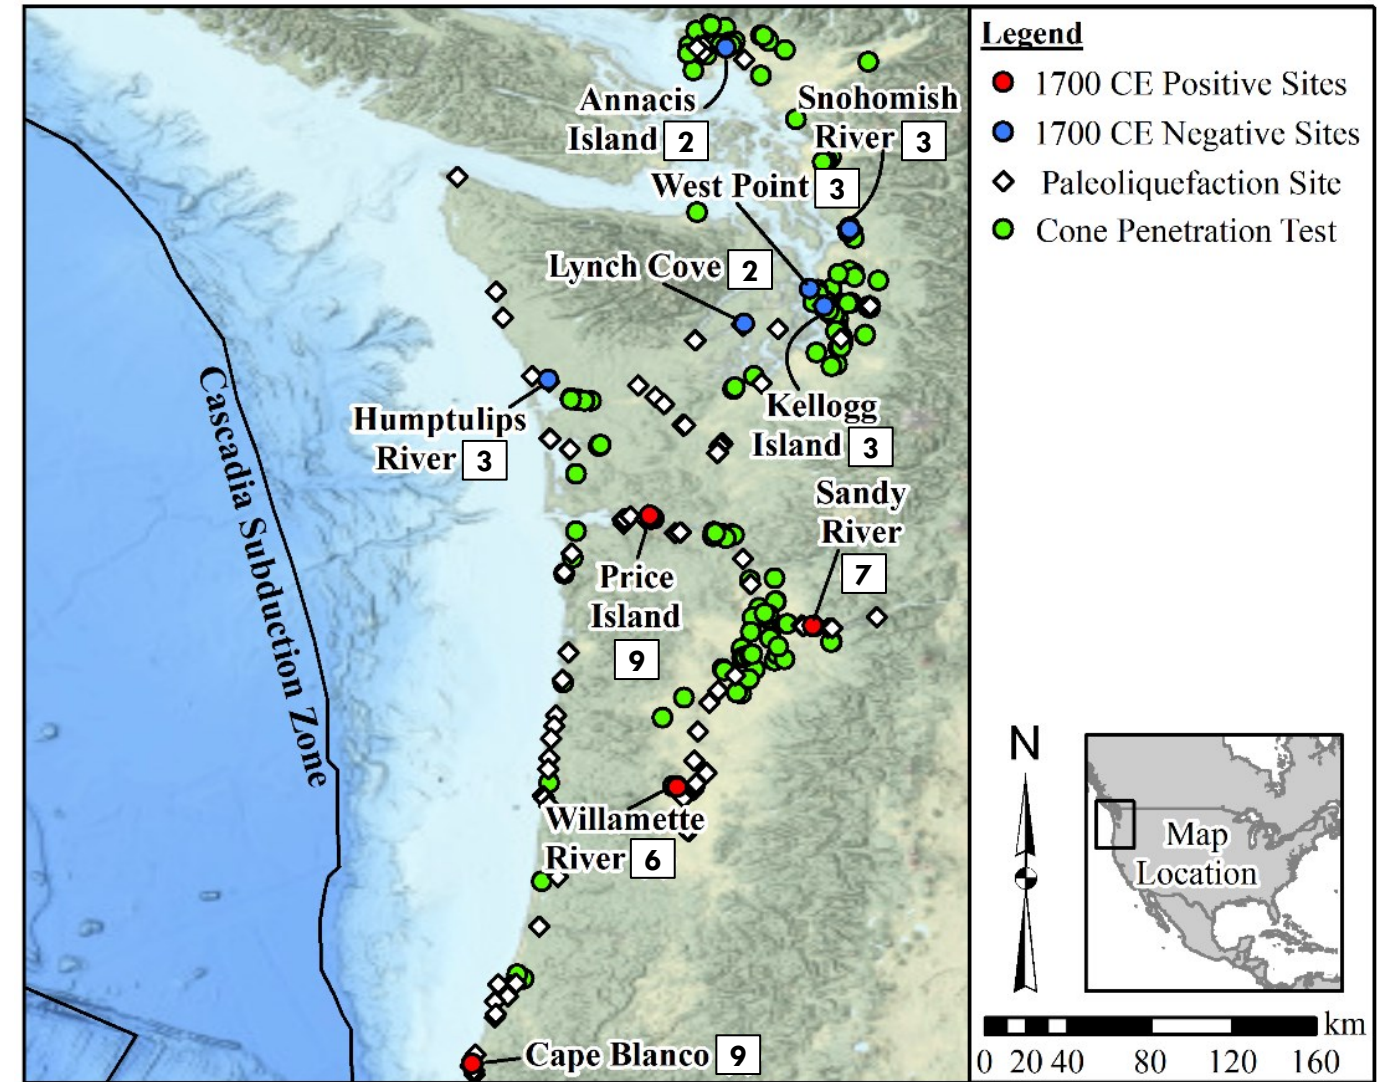 Annacis
Island 2
Snohomish
River 3
West Point 3
Lynch Cove 2
Humptulips
River 3
Kellogg
Island 3
Sandy
River
7
Price
Island
9
Willamette
River 6
Cape Blanco 9
Cascadia Subduction Zone
Legend
1700 CE Positive Sites
1700 CE Negative Sites
Paleoliquefaction Site
Cone Penetration Test
N
Map
Location
km
0 20 40 80 120 160